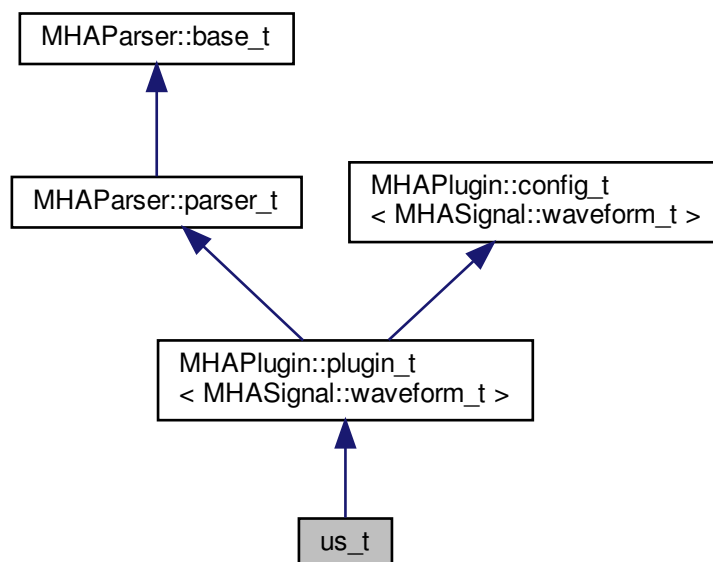 MHAParser::base_t
MHAParser::parser_t
MHAPlugin::config_t
< MHASignal::waveform_t >
MHAPlugin::plugin_t
< MHASignal::waveform_t >
us_t